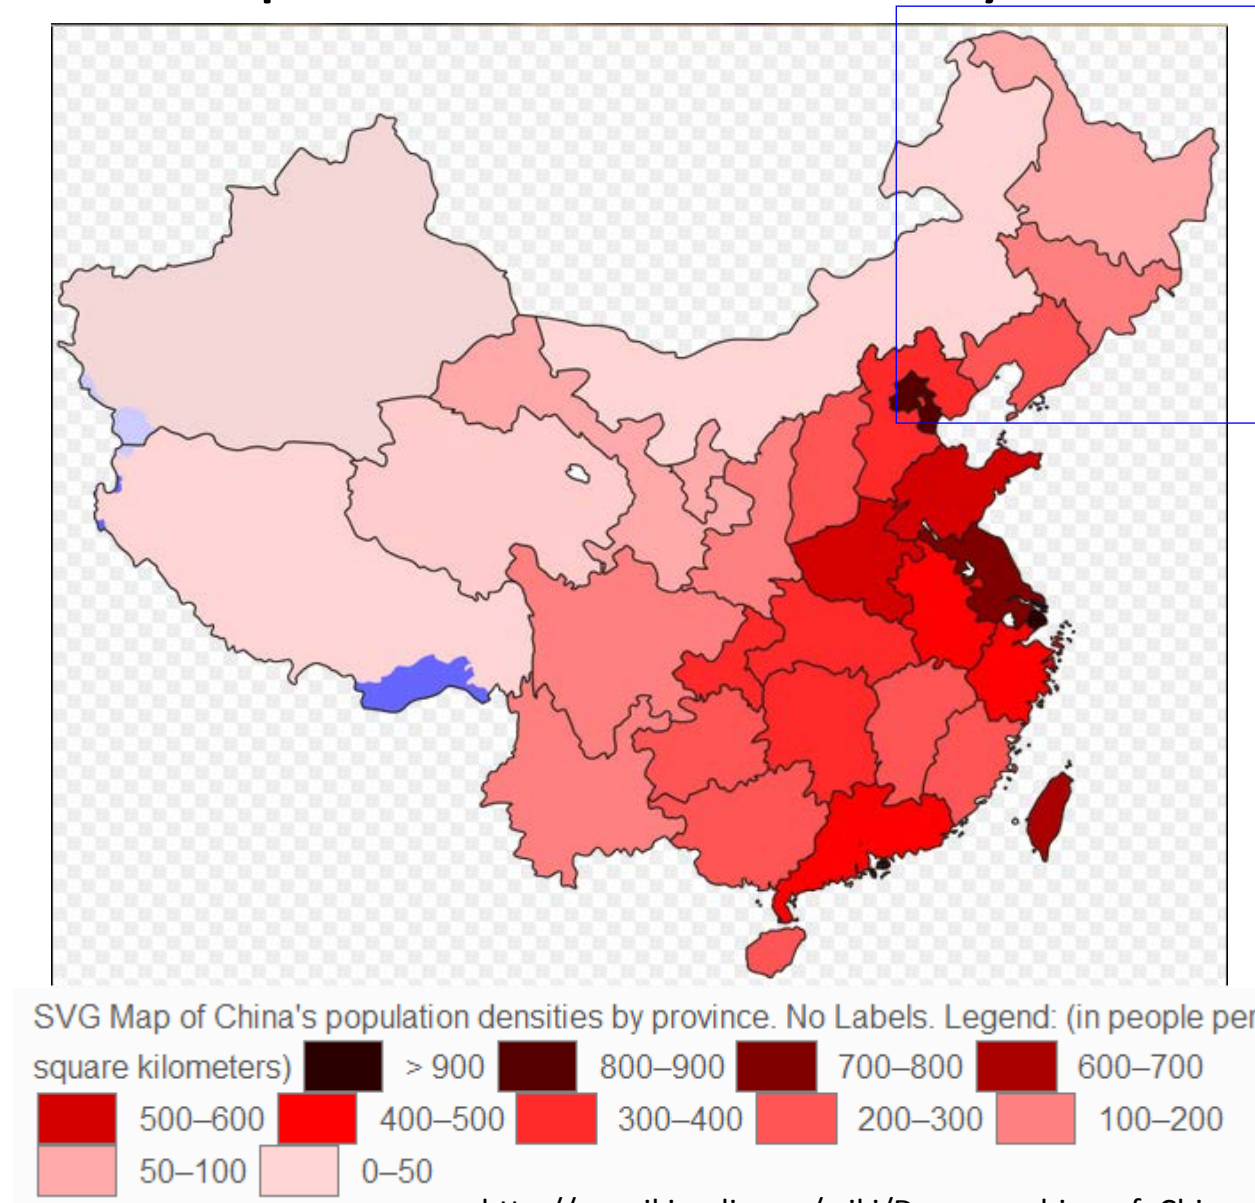 SVG Map of China's population densities by province. No Labels. Legend: (in people per
square kilometers) > 900 800–900 700–800 600–700
500–600 400–500 300–400 200–300 100–200
50–100 0–50